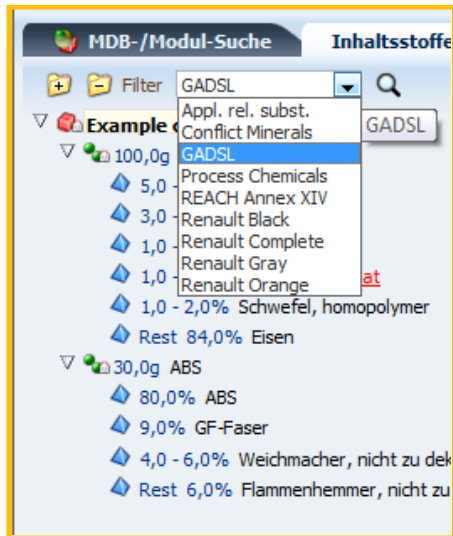 MDB-/Modul-Suche Inhaltsstoffe
Filter GADSL
Appl. rel. subst.
Example Conflict Minerals GADSL
100,0g GADSL
Process Chemicals
5,0 - REACH Annex XIV
3,0 - Renault Black
1,0 - Renault Complete
1,0 - Renault Gray at
Renault Orange
1,0 - 2,0% Schwefel, homopolymer
Rest 84,0% Eisen
30,0g ABS
80,0% ABS
9,0% GF-Faser
4,0 - 6,0% Weichmacher, nicht zu dek
Rest 6,0% Flammenhemmer, nicht zu